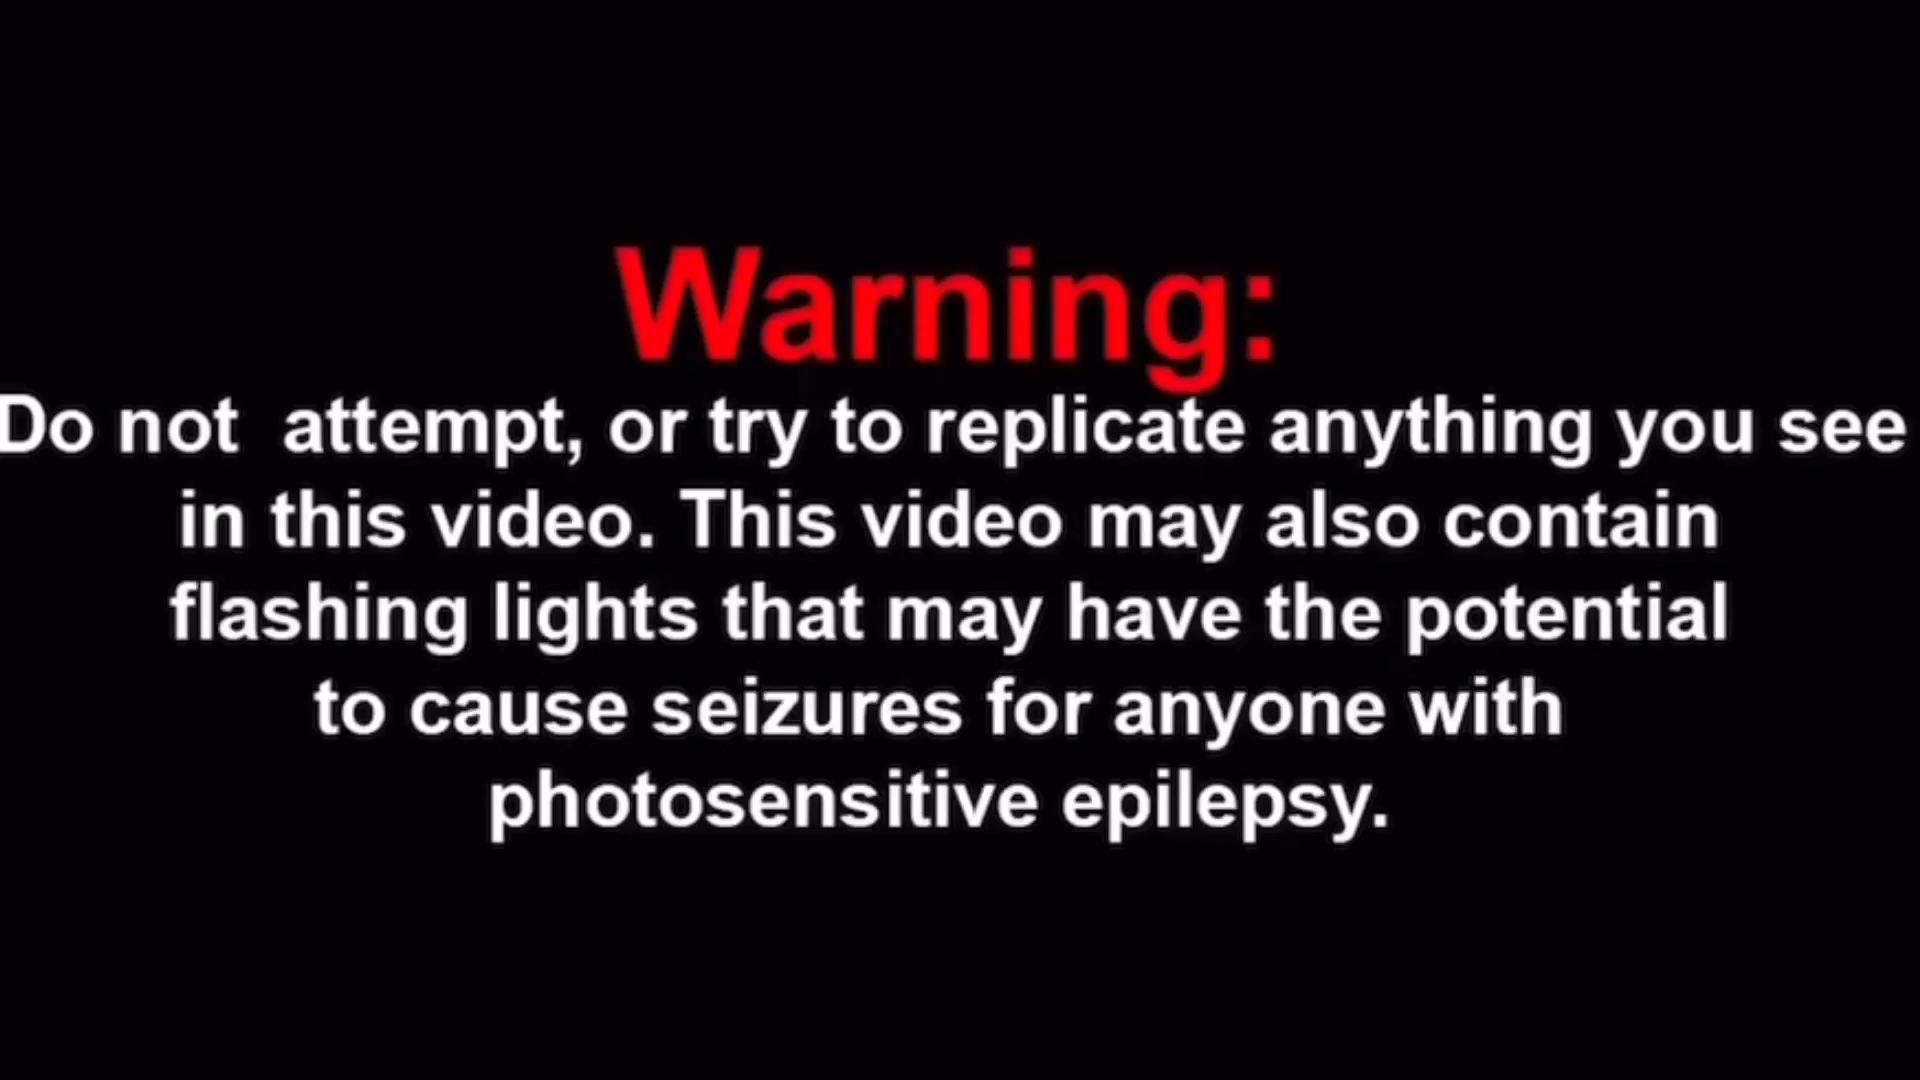 Warning:
Do not  attempt, or try to replicate anything you see
in this video. This video may also contain
flashing lights that may have the potential
to cause seizures for anyone with
photosensitive epilepsy.